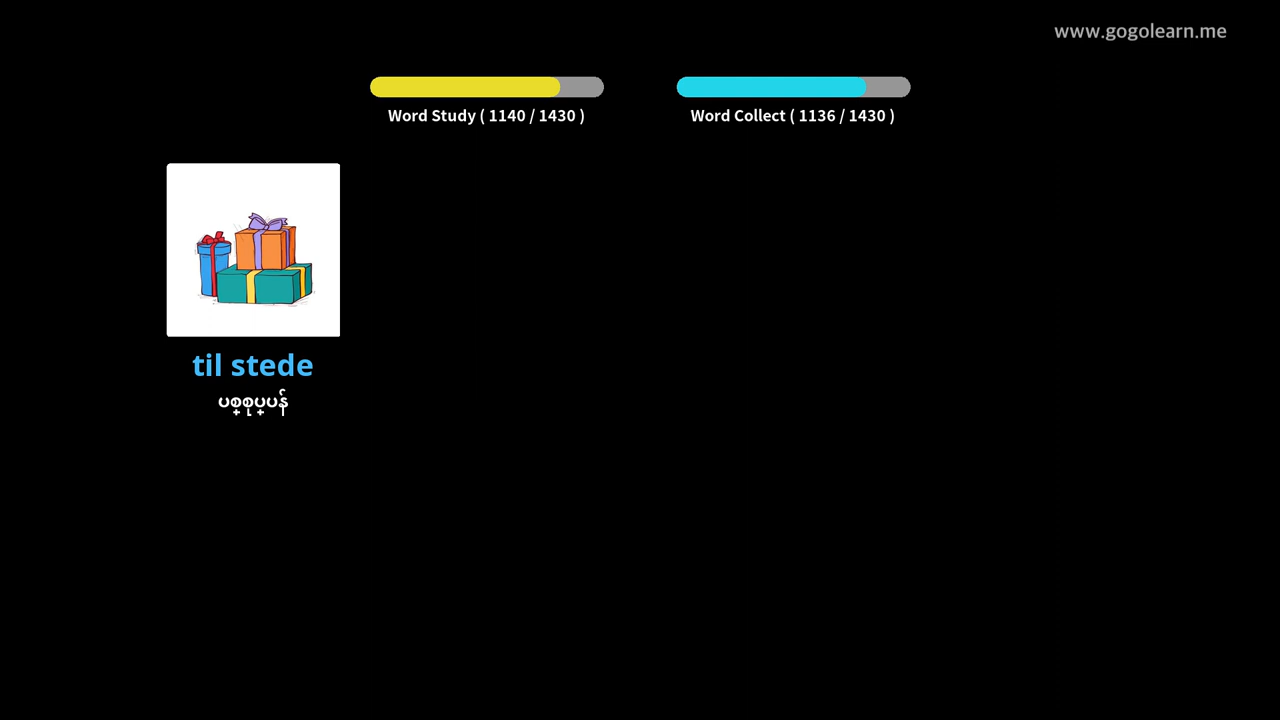 www.gogolearn.me
Word Study ( 1140 / 1430 )
Word Collect ( 1136 / 1430 )
til stede
ပစ္စုပ္ပန်